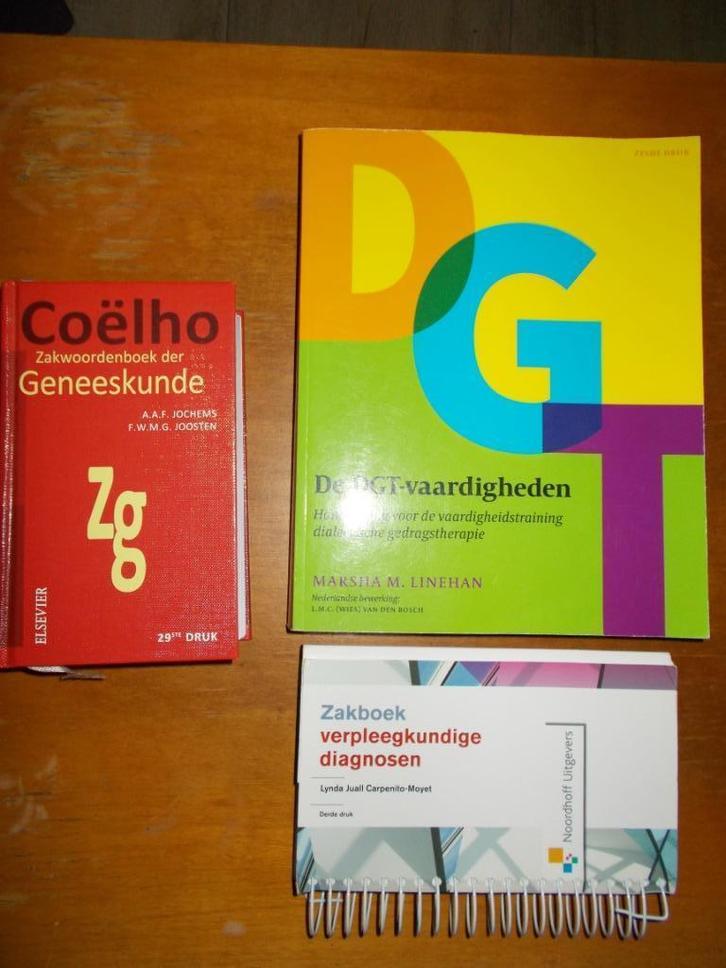 Coëlho
Zakwoordenboek der
Geneeskunde
A.A.F. JOCHEMS
F.W.M.G. JOOSTEN
Zg
ELSEVIER
29STE DRUK
ZESDE DRUK
DGT
De DGT-vaardigheden
voor de vaardigheidstraining
gedragstherapie
MARSHA M. LINEHAN
Nederlandse bewerking:
L.M.C. (WIES) VAN DEN BOSCH
Zakboek
verpleegkundige
diagnosen
Lynda Juall Carpenito-Moyet
Derde druk
Noordhoff Uitgevers